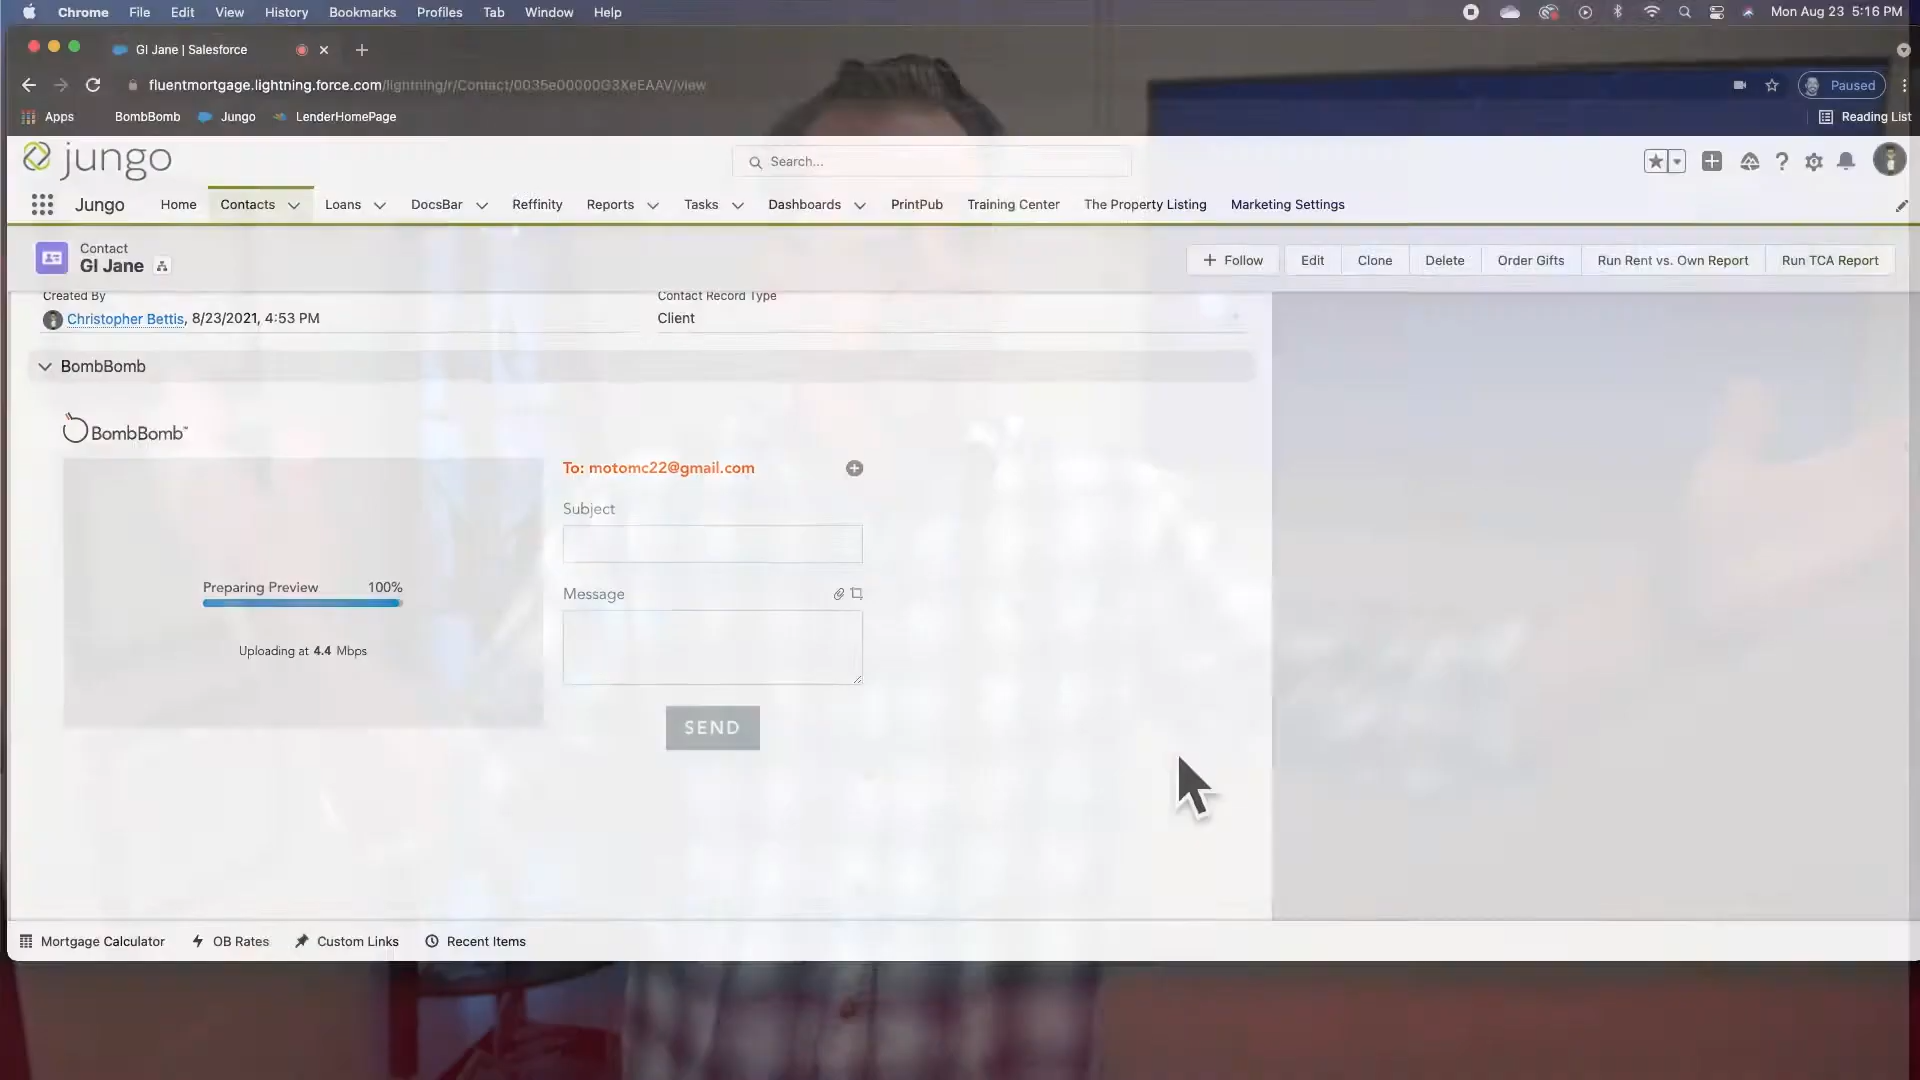 Chrome File Edit View History Bookmarks Profiles Tab Window Help Mon Aug 23 5:16 PM
GI Jane | Salesforce
fluentmortgage.lightning.force.com/lightning/r/Contact/0035e00000G3XeEAAV/view Paused
Apps BombBomb Jungo LenderHomePage Reading List
jungo Search...
Jungo Home Contacts Loans DocsBar Reffinity Reports Tasks Dashboards PrintPub Training Center The Property Listing Marketing Settings
Contact
GI Jane + Follow Edit Clone Delete Order Gifts Run Rent vs. Own Report Run TCA Report
Created By Contact Record Type
Christopher Bettis, 8/23/2021, 4:53 PM Client
BombBomb
BombBomb™
To: motomc22@gmail.com
Subject
Preparing Preview 100%
Message
Uploading at 4.4 Mbps
SEND
Mortgage Calculator OB Rates Custom Links Recent Items